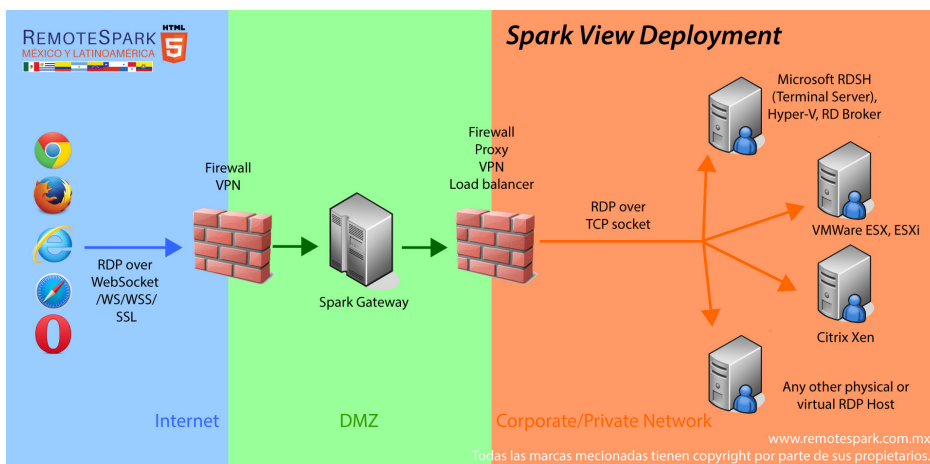 REMOTESPARK
MÉXICO Y LATINOAMÉRICA
HTML
5
Spark View Deployment
Firewall
VPN
RDP over
WebSocket
/WS/WSS/
SSL
Spark Gateway
Firewall
Proxy
VPN
Load balancer
RDP over
TCP socket
Microsoft RDSH
(Terminal Server),
Hyper-V, RD Broker
VMWare ESX, ESXi
Citrix Xen
Any other physical or
virtual RDP Host
Internet
DMZ
Corporate/Private Network
www.remotespark.com.mx
Todas las marcas mecionadas tienen copyright por parte de sus propietarios.